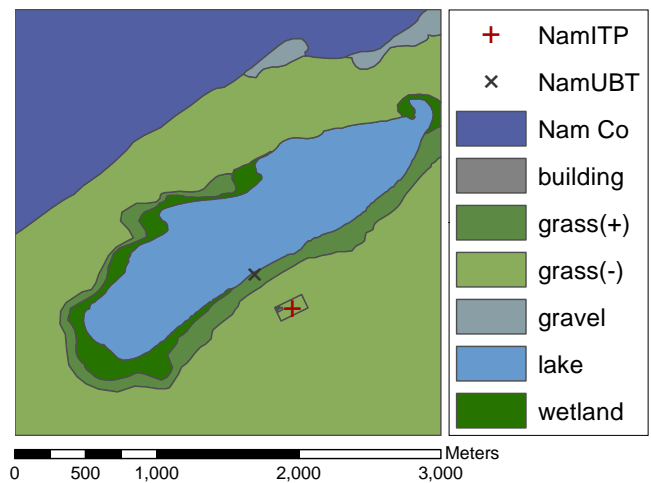 NamITP
NamUBT
Nam Co
building
grass(+)
grass(-)
gravel
lake
wetland
Meters
0 500 1,000 2,000 3,000